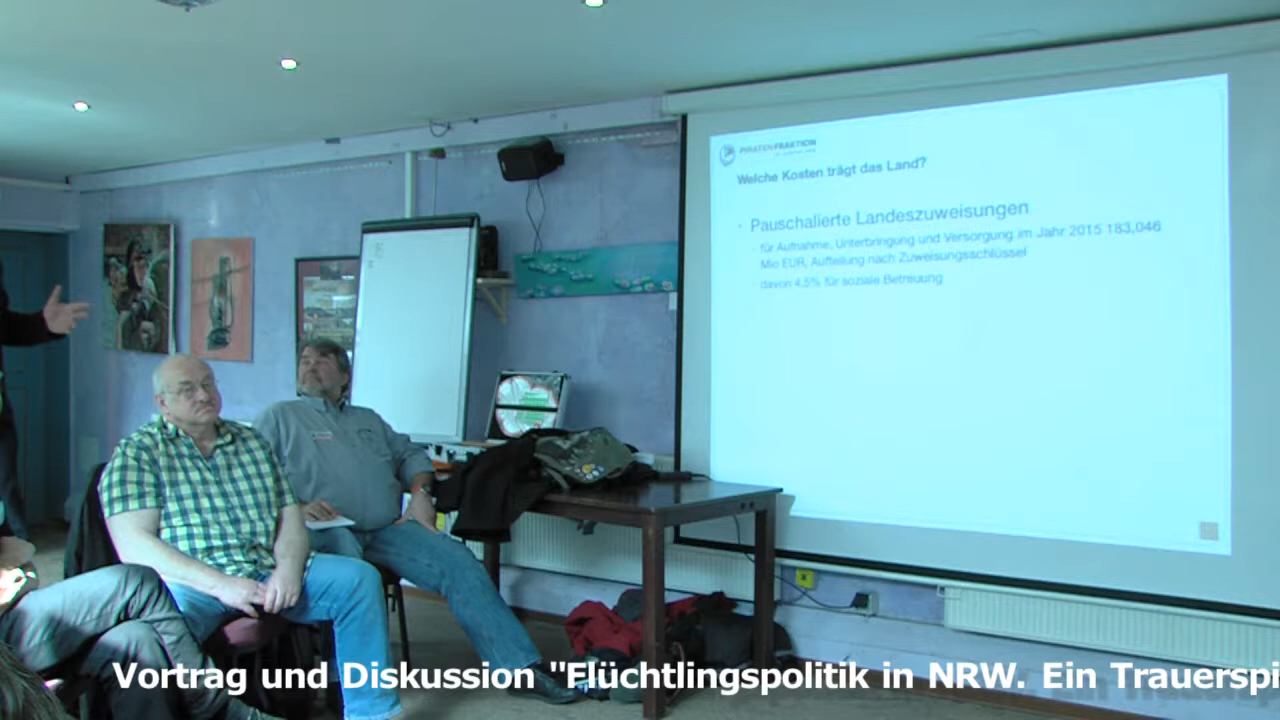 PIRATENFRAKTION
Welche Kosten trägt das Land?
Pauschalierte Landeszuweisungen
für Aufnahme, Unterbringung und Versorgung im Jahr 2015 183,046
Mio EUR, Aufteilung nach Zuweisungsschlüssel
davon 4,5% für soziale Betreuung
Vortrag und Diskussion "Flüchtlingspolitik in NRW. Ein Trauerspi